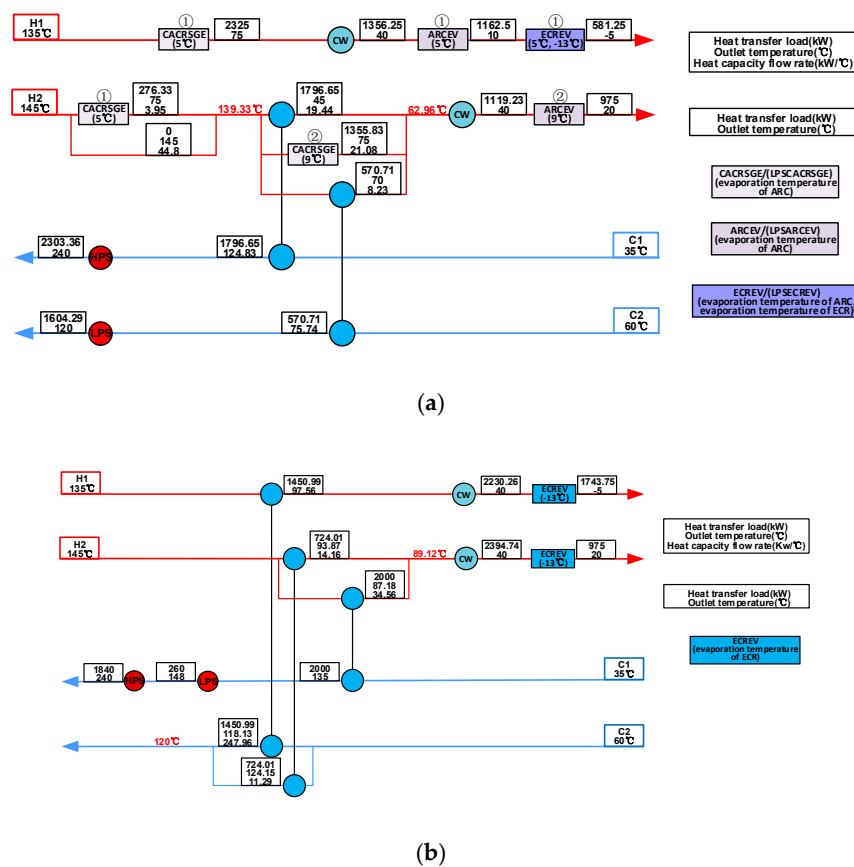 ①
①
①
H1
135℃
CACRSGE
(5℃)
2325
75
CW
1356.25
40
ARCEV
(5℃)
1162.5
10
ECREV
(5℃, -13℃)
581.25
-5
Heat transfer load(kW)
Outlet temperature(℃)
Heat capacity flow rate(kW/℃)
H2
145℃
①
CACRSGE
(5℃)
276.33
75
3.95
0
145
44.8
139.33℃
1796.65
45
19.44
②
CACRSGE
(9℃)
1355.83
75
21.08
570.71
70
8.23
62.96℃
CW
1119.23
40
②
ARCEV
(9℃)
975
20
Heat transfer load(kW)
Outlet temperature(℃)
CACRSGE/(LPSCACRSGE)
(evaporation temperature
of ARC)
2303.36
240
HPS
1796.65
124.83
C1
35℃
ARCEV/(LPSARCEV)
(evaporation temperature
of ARC)
1604.29
120
LPS
570.71
75.74
C2
60℃
ECREV/(LPSECREV)
(evaporation temperature of ARC,
evaporation temperature of ECR)
(a)
H1
135℃
1450.99
97.56
CW
2230.26
40
ECREV
(-13℃)
1743.75
-5
H2
145℃
724.01
93.87
14.16
2000
87.18
34.56
89.12℃
CW
2394.74
40
ECREV
(-13℃)
975
20
Heat transfer load(kW)
Outlet temperature(℃)
Heat capacity flow rate(Kw/℃)
Heat transfer load(kW)
Outlet temperature(℃)
1840
240
HPS
260
148
LPS
2000
135
C1
35℃
ECREV
(evaporation temperature
of ECR)
120℃
1450.99
118.13
247.96
724.01
124.15
11.29
C2
60℃
(b)